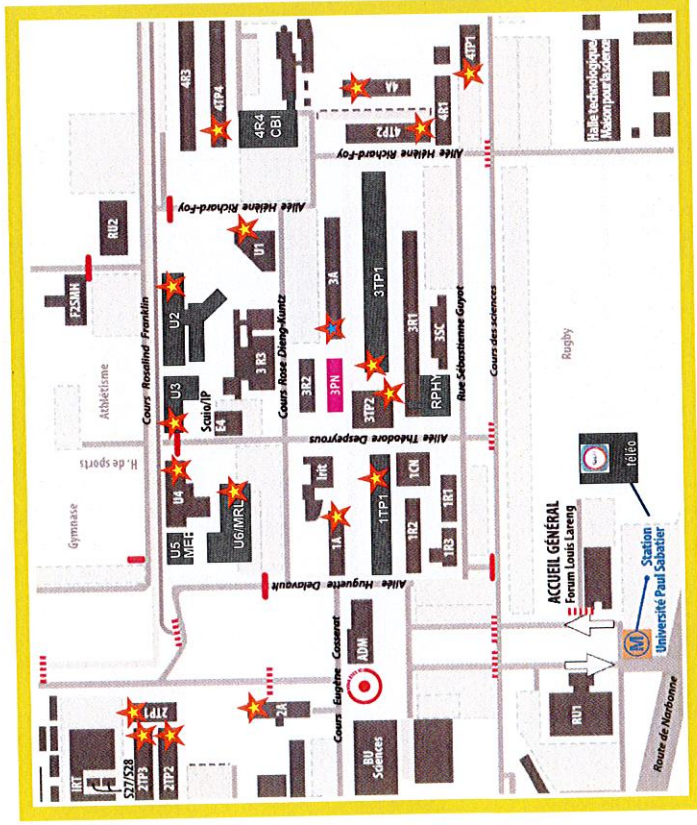 4R3
4TP4
4R4
CBI
4A
4TP2
4R1
4TP1
Halle technologique,
Maison pour la science
Allée Hélène Richard-Foy
Allée Hélène Richard-Foy
RU2
F2SMH
Athlétisme
H. de sports
Gymnase
Cours Rosalind Franklin
U1
U2
U3
Scuio/IP
E4
3 R3
Cours Rose Dieng-Kuntz
3A
3R2
3PN
3TP1
3TP2
3R1
3SC
RPHY
Rue Sébastienne Guyot
Cours des sciences
Rugby
Allée Théodore Despeyrous
U4
U5
MEF
U6/MRL
Irit
1A
1TP1
1CN
1R2
1R1
1R3
Allée Huguette Delavault
téléo
ACCUEIL GÉNÉRAL
Forum Louis Lareng
Station
Université Paul Sabatier
M
Cours Eugène Cosserat
ADM
BU
Sciences
RU1
Route de Narbonne
IRT
S27/S28
2TP1
2TP3
2TP2
2A